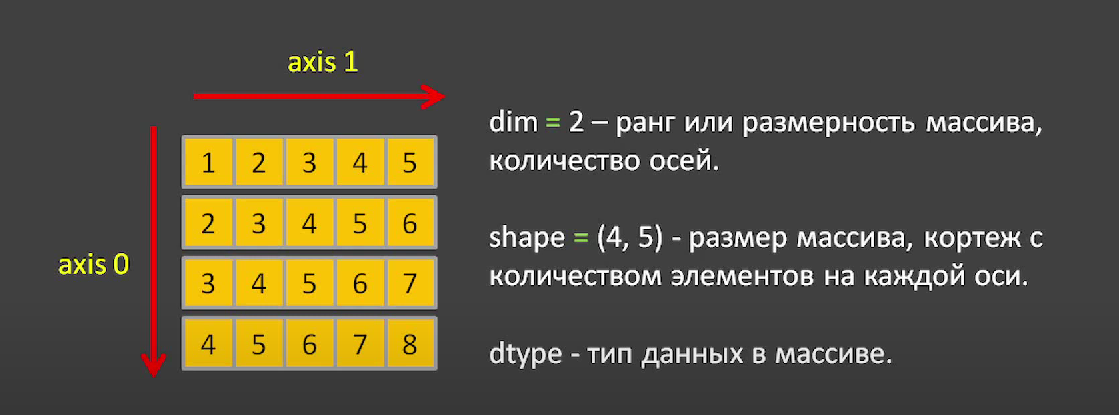 axis 1
axis 0
1 2 3 4 5
2 3 4 5 6
3 4 5 6 7
4 5 6 7 8
dim = 2 – ранг или размерность массива,
количество осей.
shape = (4, 5) - размер массива, кортеж с
количеством элементов на каждой оси.
dtype - тип данных в массиве.